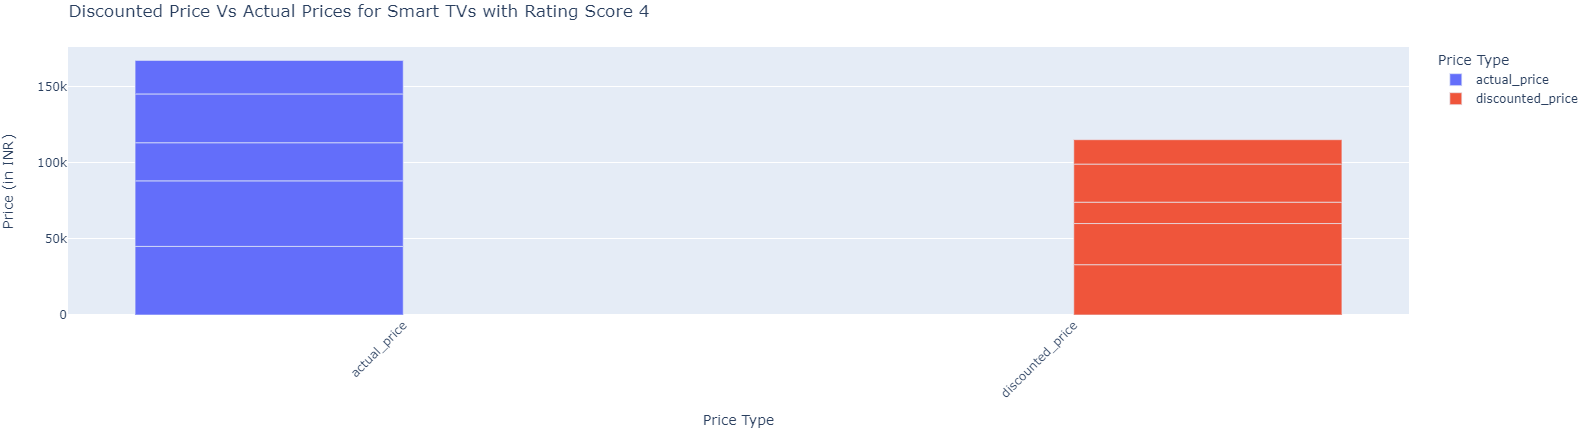 Discounted Price Vs Actual Prices for Smart TVs with Rating Score 4
Price (in INR)
150k
100k
50k
0
actual_price
discounted_price
Price Type
Price Type
actual_price
discounted_price